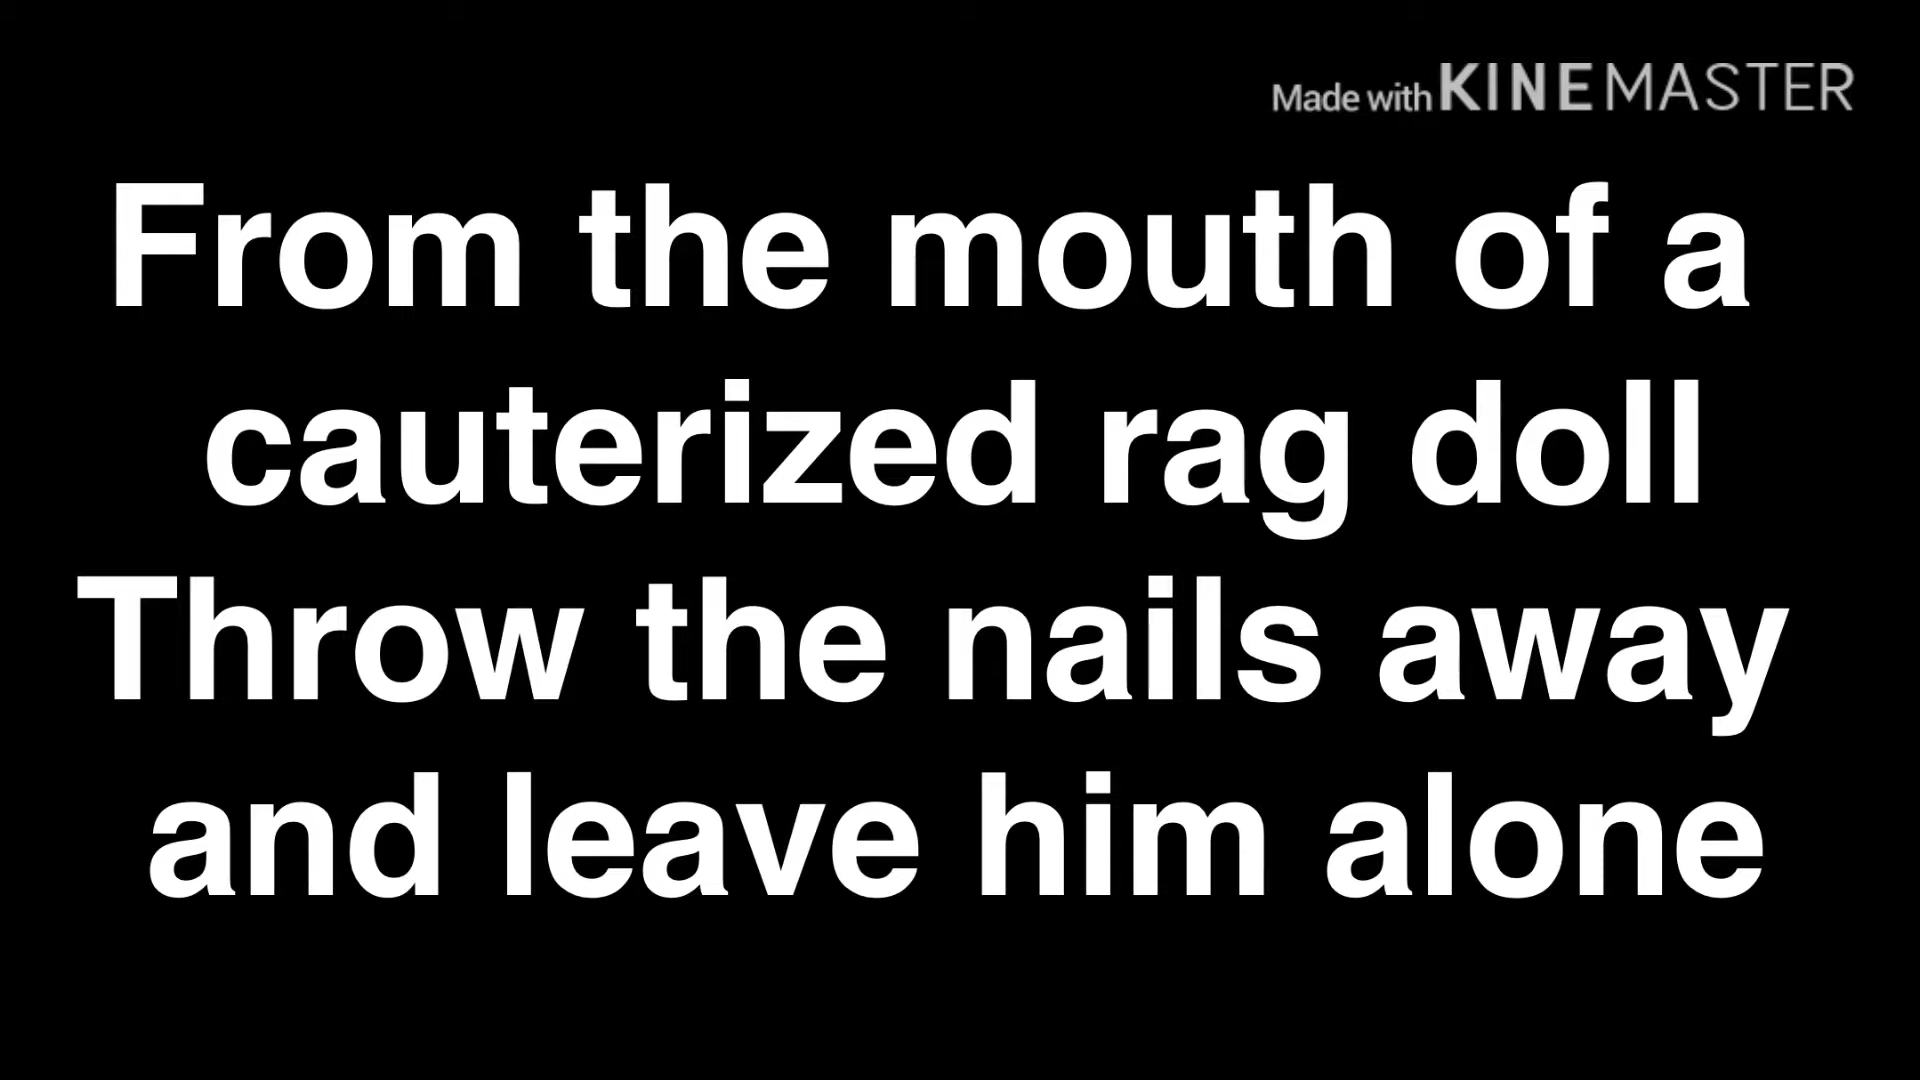 Made with KINEMASTER
From the mouth of a
cauterized rag doll
Throw the nails away
and leave him alone